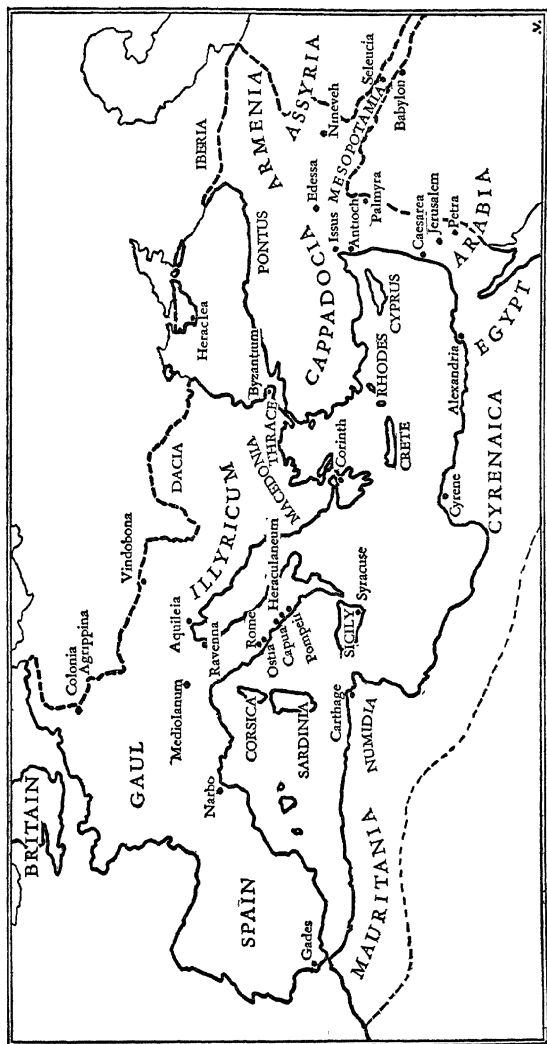 BRITAIN
GAUL
SPAIN
Gades
Narbo
Colonia
Agrippina
Mediolanum
Vindobona
Aquileia
Ravenna
CORSICA
SARDINIA
Rome
Ostia
Capua
Pompeii
Heraculaneum
SICILY
Syracuse
ILLYRICUM
DACIA
MACEDONIA
THRACE
Byzantium
Corinth
CRETE
RHODES
CYPRUS
Heraclea
PONTUS
CAPPADOCIA
IBERIA
ARMENIA
ASSYRIA
Nineveh
MESOPOTAMIA
Seleucia
Babylon
Edessa
Issus
Antioch
Palmyra
Caesarea
Jerusalem
Petra
ARABIA
EGYPT
Alexandria
CYRENAICA
Cyrene
Carthage
NUMIDIA
MAURITANIA